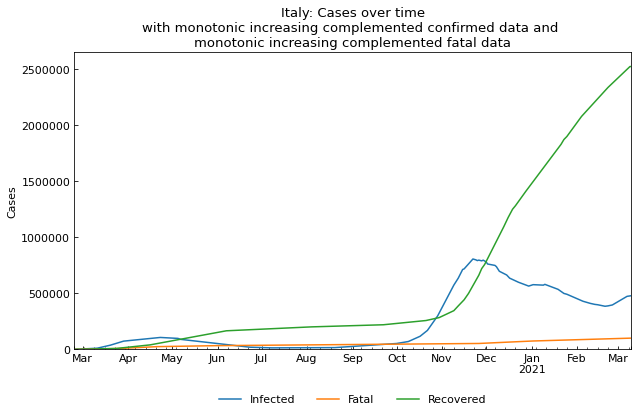 Italy: Cases over time
with monotonic increasing complemented confirmed data and
monotonic increasing complemented fatal data
2500000
2000000
1500000
1000000
500000
0
Cases
Mar Apr May Jun Jul Aug Sep Oct Nov Dec Jan Feb Mar
2021
Infected Fatal Recovered